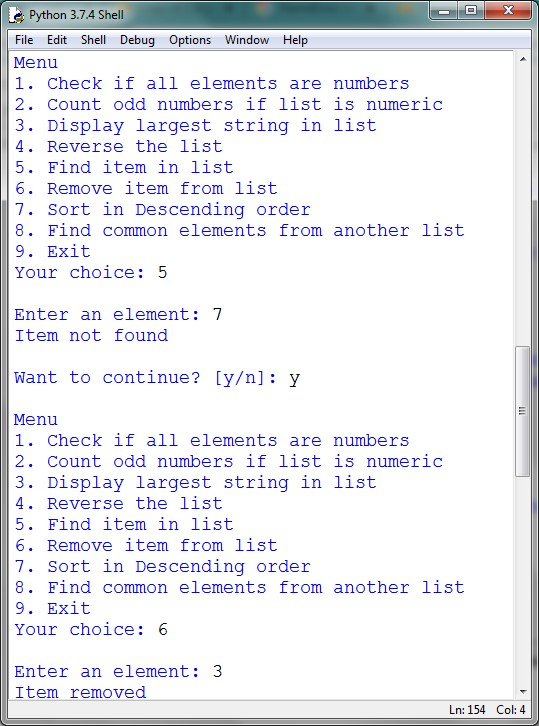 Python 3.7.4 Shell
File Edit Shell Debug Options Window Help
Menu
1. Check if all elements are numbers
2. Count odd numbers if list is numeric
3. Display largest string in list
4. Reverse the list
5. Find item in list
6. Remove item from list
7. Sort in Descending order
8. Find common elements from another list
9. Exit
Your choice: 5
Enter an element: 7
Item not found
Want to continue? [y/n]: y
Menu
1. Check if all elements are numbers
2. Count odd numbers if list is numeric
3. Display largest string in list
4. Reverse the list
5. Find item in list
6. Remove item from list
7. Sort in Descending order
8. Find common elements from another list
9. Exit
Your choice: 6
Enter an element: 3
Item removed
Ln: 154 Col: 4